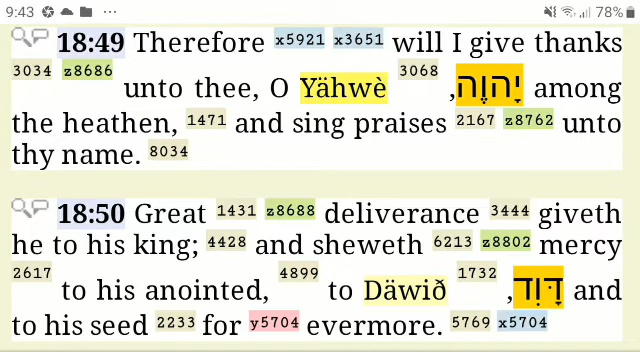 9:43 ... 78%
18:49 Therefore x5921 x3651 will I give thanks
3034 z8686 unto thee, O Yähwè 3068 יָהוֶה, among
the heathen, 1471 and sing praises 2167 z8762 unto
thy name. 8034
18:50 Great 1431 z8688 deliverance 3444 giveth
he to his king; 4428 and sheweth 6213 z8802 mercy
2617 to his anointed, 4899 to Däwið 1732 דָּוִד, and
to his seed 2233 for y5704 evermore. 5769 x5704